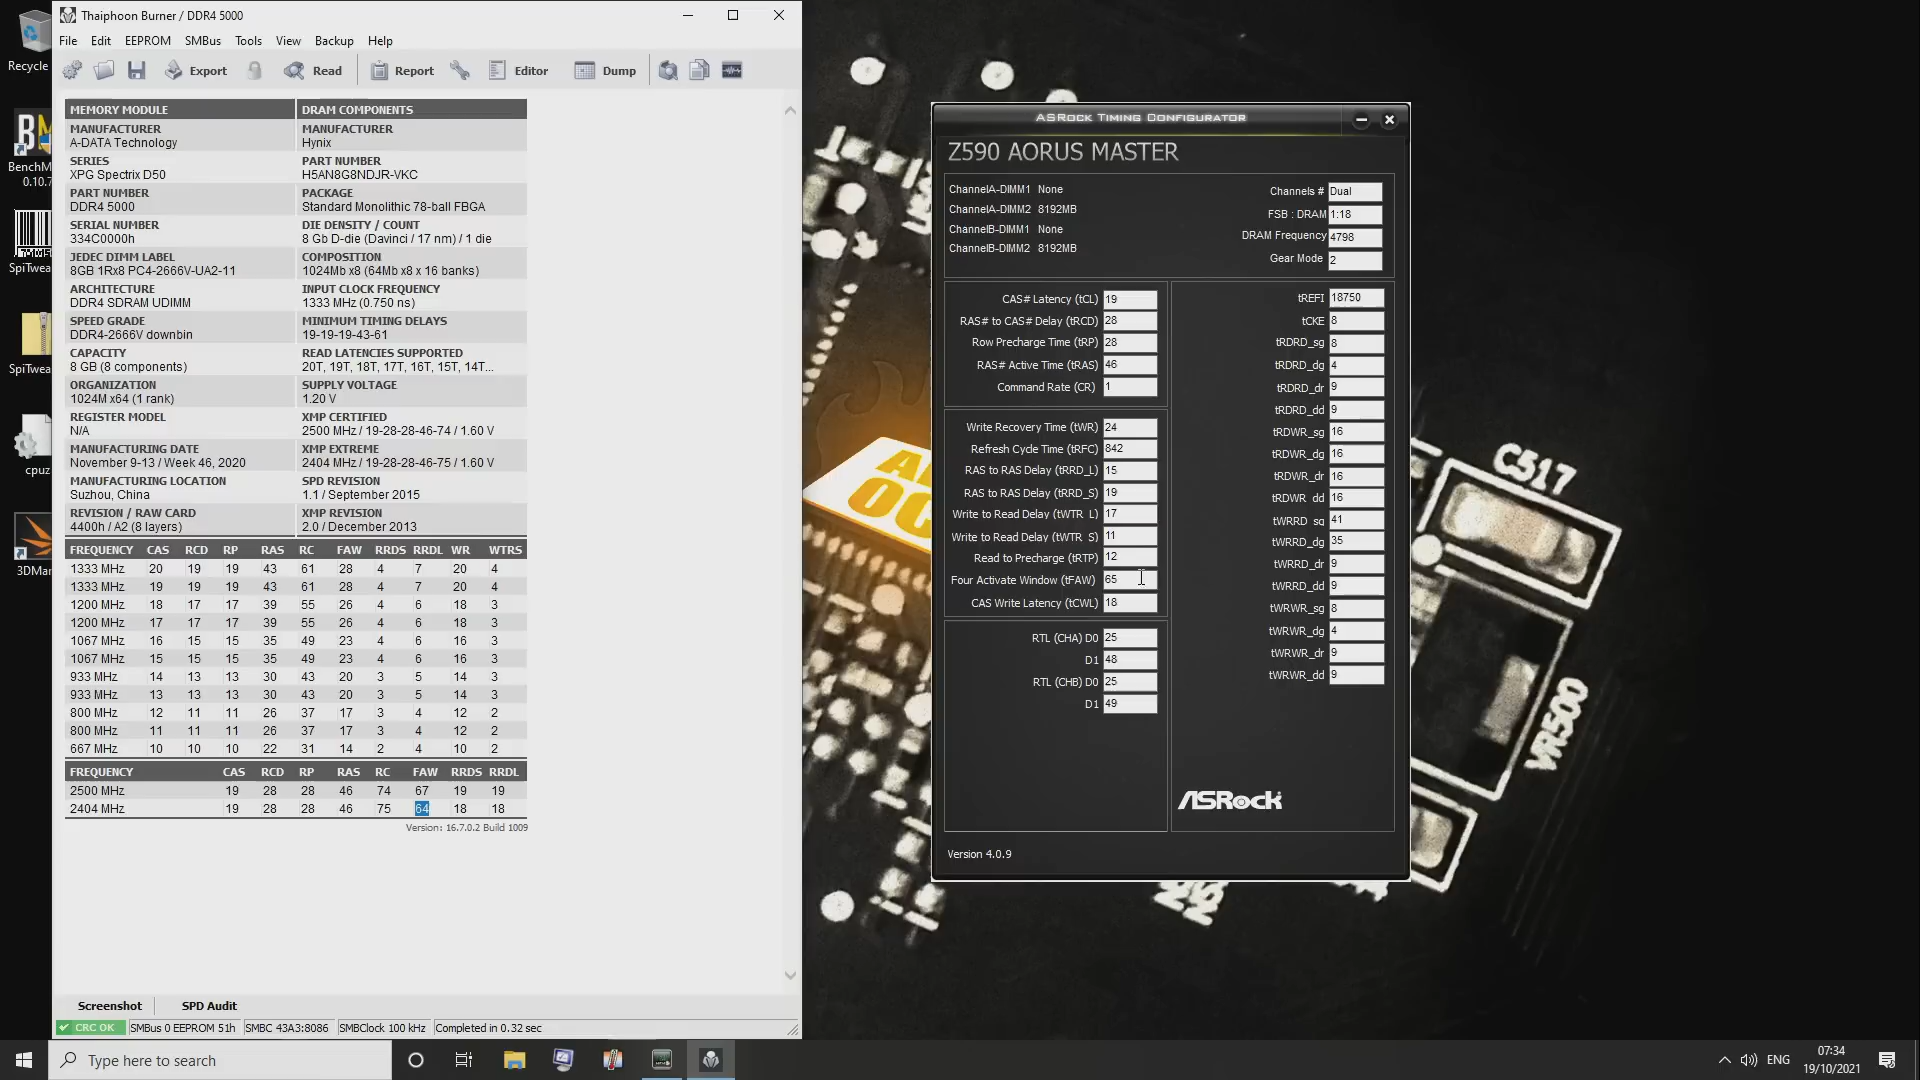 Recycle
BenchM
0.10.7
SpiTwea
SpiTwea
cpuz
3DMar
Thaiphoon Burner / DDR4 5000
File Edit EEPROM SMBus Tools View Backup Help
Export Read Report Editor Dump
MEMORY MODULE DRAM COMPONENTS
MANUFACTURER MANUFACTURER
A-DATA Technology Hynix
SERIES PART NUMBER
XPG Spectrix D50 H5AN8G8NDJR-VKC
PART NUMBER PACKAGE
DDR4 5000 Standard Monolithic 78-ball FBGA
SERIAL NUMBER DIE DENSITY / COUNT
334C0000h 8 Gb D-die (Davinci / 17 nm) / 1 die
JEDEC DIMM LABEL COMPOSITION
8GB 1Rx8 PC4-2666V-UA2-11 1024Mb x8 (64Mb x8 x 16 banks)
ARCHITECTURE INPUT CLOCK FREQUENCY
DDR4 SDRAM UDIMM 1333 MHz (0.750 ns)
SPEED GRADE MINIMUM TIMING DELAYS
DDR4-2666V downbin 19-19-19-43-61
CAPACITY READ LATENCIES SUPPORTED
8 GB (8 components) 20T, 19T, 18T, 17T, 16T, 15T, 14T...
ORGANIZATION SUPPLY VOLTAGE
1024M x64 (1 rank) 1.20 V
REGISTER MODEL XMP CERTIFIED
N/A 2500 MHz / 19-28-28-46-74 / 1.60 V
MANUFACTURING DATE XMP EXTREME
November 9-13 / Week 46, 2020 2404 MHz / 19-28-28-46-75 / 1.60 V
MANUFACTURING LOCATION SPD REVISION
Suzhou, China 1.1 / September 2015
REVISION / RAW CARD XMP REVISION
4400h / A2 (8 layers) 2.0 / December 2013
FREQUENCY CAS RCD RP RAS RC FAW RRDS RRDL WR WTRS
1333 MHz 20 19 19 43 61 28 4 7 20 4
1333 MHz 19 19 19 43 61 28 4 7 20 4
1200 MHz 18 17 17 39 55 26 4 6 18 3
1200 MHz 17 17 17 39 55 26 4 6 18 3
1067 MHz 16 15 15 35 49 23 4 6 16 3
1067 MHz 15 15 15 35 49 23 4 6 16 3
933 MHz 14 13 13 30 43 20 3 5 14 3
933 MHz 13 13 13 30 43 20 3 5 14 3
800 MHz 12 11 11 26 37 17 3 4 12 2
800 MHz 11 11 11 26 37 17 3 4 12 2
667 MHz 10 10 10 22 31 14 2 4 10 2
FREQUENCY CAS RCD RP RAS RC FAW RRDS RRDL
2500 MHz 19 28 28 46 74 67 19 19
2404 MHz 19 28 28 46 75 64 18 18
Version: 16.7.0.2 Build 1009
Screenshot SPD Audit
CRC OK SMBus 0 EEPROM 51h SMBC 43A3:8086 SMBClock 100 kHz Completed in 0.32 sec
ASRock Timing Configurator
Z590 AORUS MASTER
ChannelA-DIMM1 None
ChannelA-DIMM2 8192MB
ChannelB-DIMM1 None
ChannelB-DIMM2 8192MB
Channels # Dual
FSB : DRAM 1:18
DRAM Frequency 4798
Gear Mode 2
CAS# Latency (tCL) 19
RAS# to CAS# Delay (tRCD) 28
Row Precharge Time (tRP) 28
RAS# Active Time (tRAS) 46
Command Rate (CR) 1
Write Recovery Time (tWR) 24
Refresh Cycle Time (tRFC) 842
RAS to RAS Delay (tRRD_L) 15
RAS to RAS Delay (tRRD_S) 19
Write to Read Delay (tWTR_L) 17
Write to Read Delay (tWTR_S) 11
Read to Precharge (tRTP) 12
Four Activate Window (tFAW) 65
CAS Write Latency (tCWL) 18
RTL (CHA) D0 25
D1 48
RTL (CHB) D0 25
D1 49
tREFI 18750
tCKE 8
tRDRD_sg 8
tRDRD_dg 4
tRDRD_dr 9
tRDRD_dd 9
tRDWR_sg 16
tRDWR_dg 16
tRDWR_dr 16
tRDWR_dd 16
tWRRD_sg 41
tWRRD_dg 35
tWRRD_dr 9
tWRRD_dd 9
tWRWR_sg 8
tWRWR_dg 4
tWRWR_dr 9
tWRWR_dd 9
ASRock
Version 4.0.9
C517
VR500
Type here to search
ENG
07:34
19/10/2021